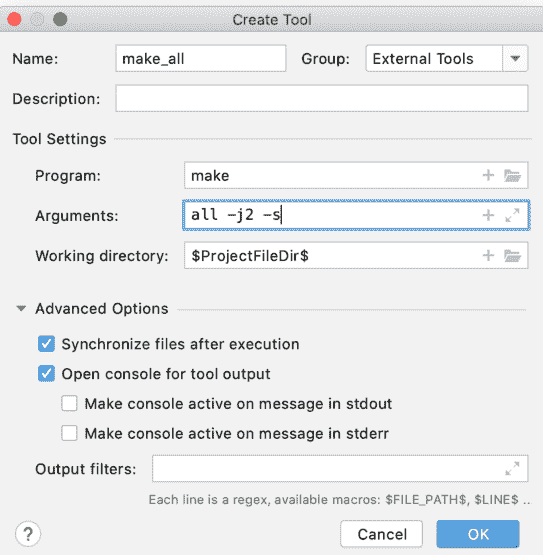 Create Tool
Name: make_all Group: External Tools
Description:
Tool Settings
Program: make
Arguments: all -j2 -s
Working directory: $ProjectFileDir$
Advanced Options
Synchronize files after execution
Open console for tool output
Make console active on message in stdout
Make console active on message in stderr
Output filters:
Each line is a regex, available macros: $FILE_PATH$, $LINE$ ..
? Cancel OK